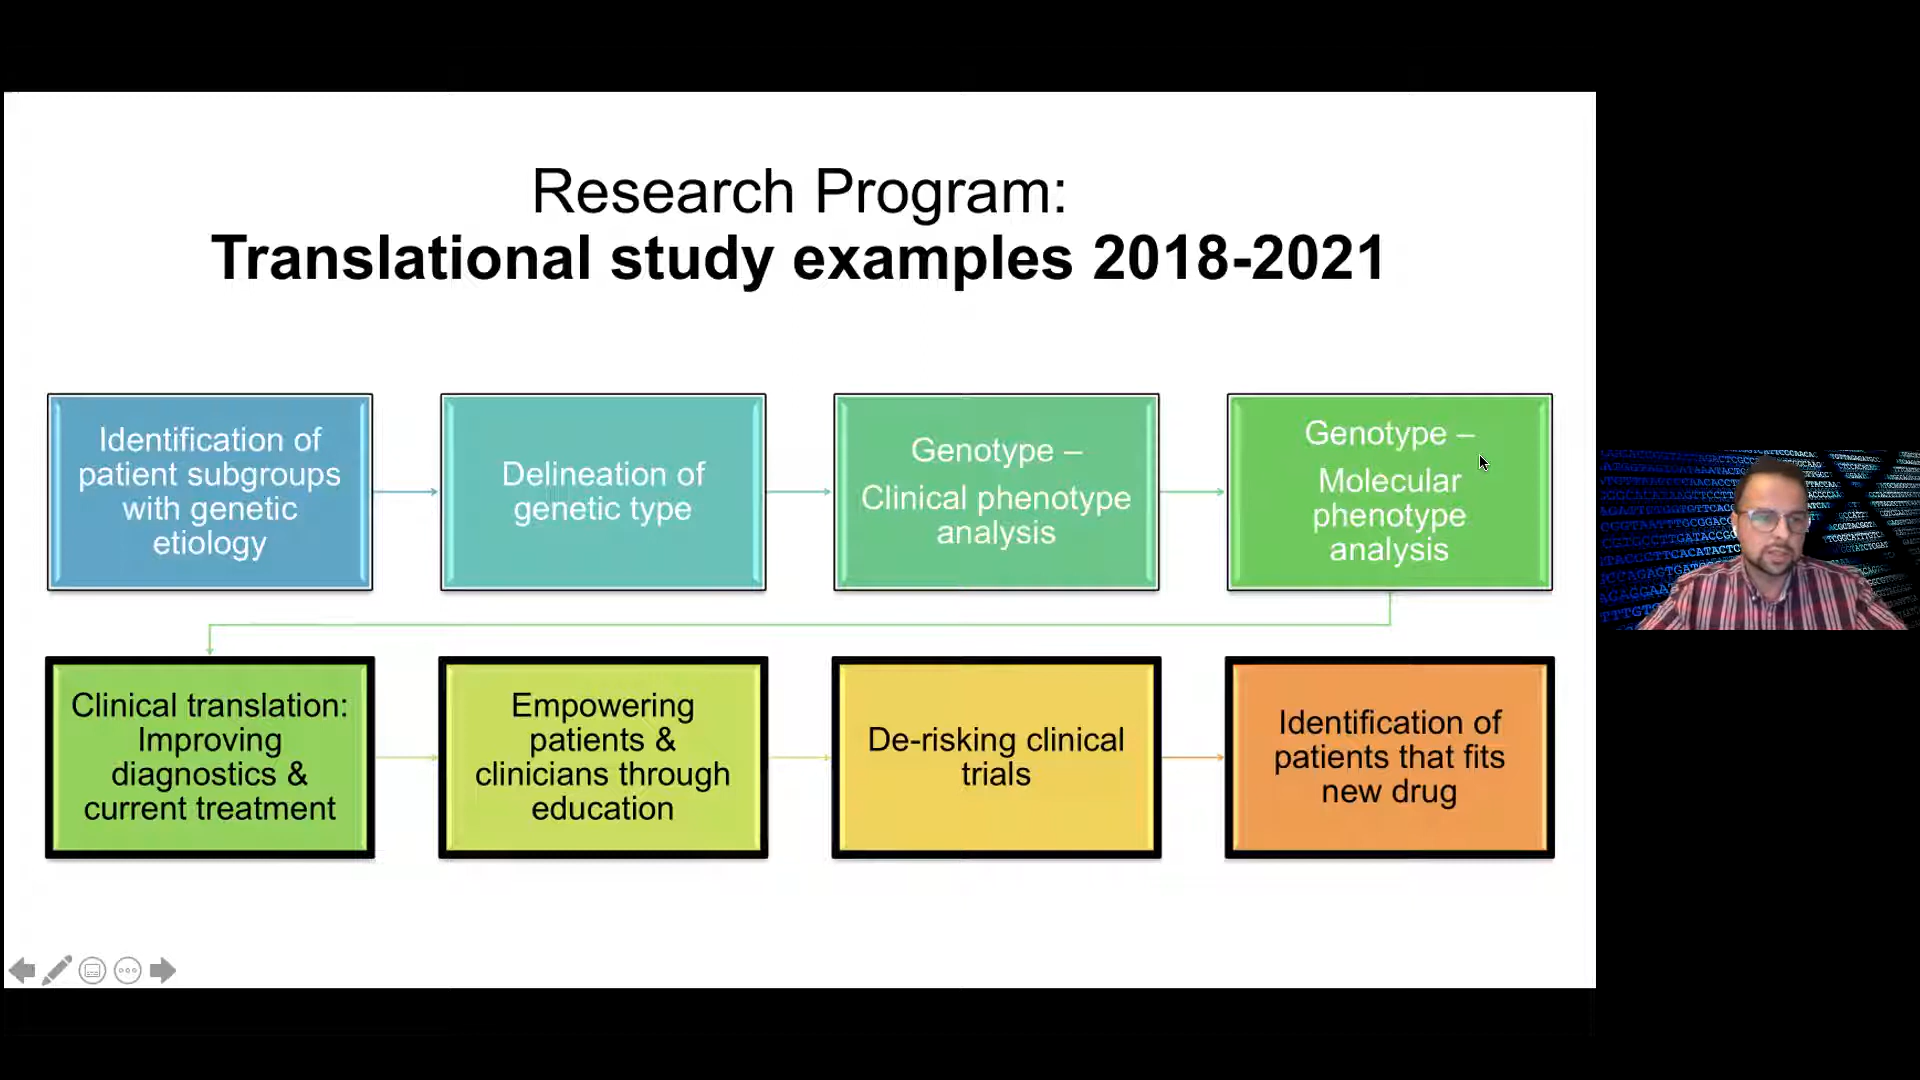 Research Program:
Translational study examples 2018-2021
Identification of
patient subgroups
with genetic
etiology
Delineation of
genetic type
Genotype –
Clinical phenotype
analysis
Genotype –
Molecular
phenotype
analysis
Clinical translation:
Improving
diagnostics &
current treatment
Empowering
patients &
clinicians through
education
De-risking clinical
trials
Identification of
patients that fits
new drug